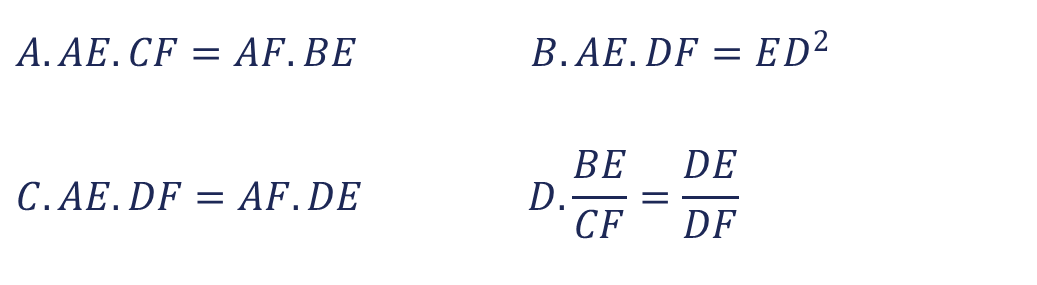 A. AE. CF = AF. BE B. AE. DF = ED²
C. AE. DF = AF. DE D. BE/CF = DE/DF